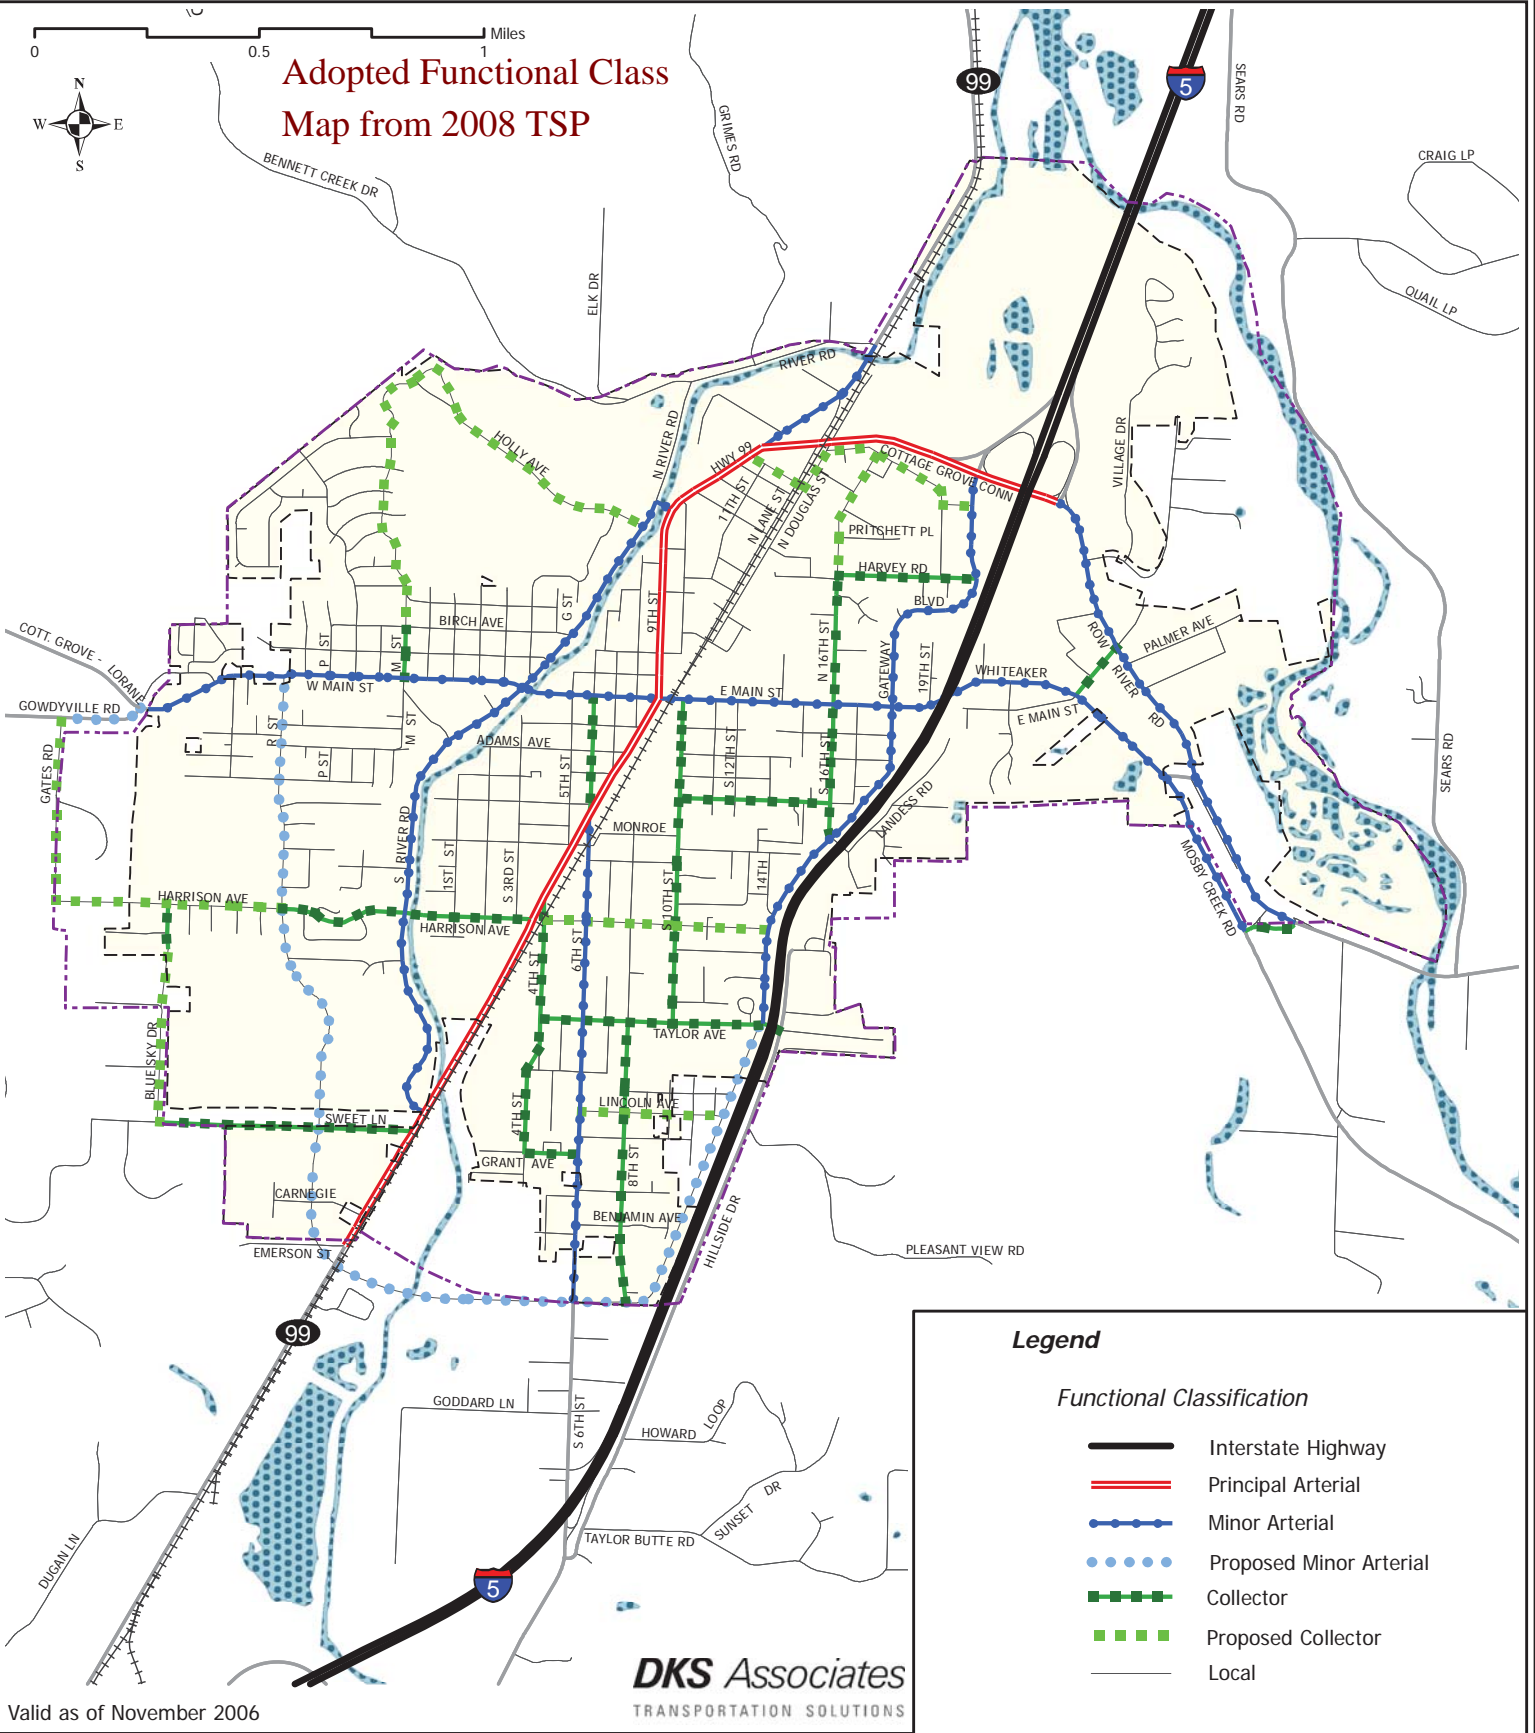 Miles
0 0.5 1
Adopted Functional Class
Map from 2008 TSP
N
W E
S
99
5
SEARS RD
CRAIG LP
QUAIL LP
GRIMES RD
BENNETT CREEK DR
ELK DR
RIVER RD
N RIVER RD
HOLLY AVE
HWY 99
COTTAGE GROVE CONN
VILLAGE DR
11TH ST
N LANE ST
N DOUGLAS ST
PRITCHETT PL
HARVEY RD
BLVD
BIRCH AVE
G ST
9TH ST
COTT. GROVE - LORANE
P ST
M ST
N 16TH ST
GATEWAY
19TH ST
ROW RIVER RD
PALMER AVE
WHITEAKER
GOWDYVILLE RD
W MAIN ST
E MAIN ST
E MAIN ST
R ST
P ST
M ST
ADAMS AVE
5TH ST
S 12TH ST
S 16TH ST
GATES RD
SEARS RD
LANDESS RD
MONROE
S RIVER RD
1ST ST
S 3RD ST
14TH
MOSBY CREEK RD
HARRISON AVE
HARRISON AVE
S 10TH ST
6TH ST
4TH ST
TAYLOR AVE
BLUE SKY DR
SWEET LN
4TH ST
LINCOLN AVE
GRANT AVE
8TH ST
CARNEGIE
BENJAMIN AVE
HILLSIDE DR
EMERSON ST
PLEASANT VIEW RD
99
GODDARD LN
S 6TH ST
HOWARD LOOP
SUNSET DR
TAYLOR BUTTE RD
DUGAN LN
5
Legend
Functional Classification
Interstate Highway
Principal Arterial
Minor Arterial
Proposed Minor Arterial
Collector
Proposed Collector
Local
DKS Associates
TRANSPORTATION SOLUTIONS
Valid as of November 2006